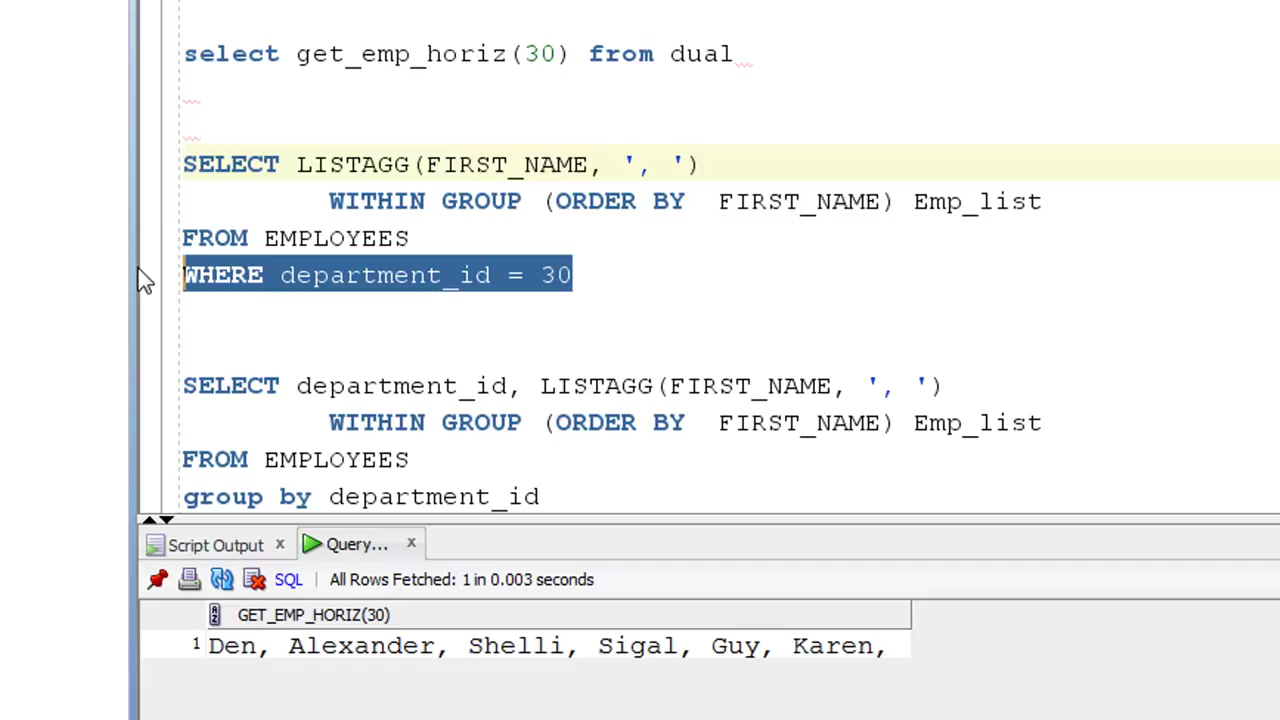 select get_emp_horiz(30) from dual
SELECT LISTAGG(FIRST_NAME, ', ')
WITHIN GROUP (ORDER BY  FIRST_NAME) Emp_list
FROM EMPLOYEES
WHERE department_id = 30
SELECT department_id, LISTAGG(FIRST_NAME, ', ')
WITHIN GROUP (ORDER BY  FIRST_NAME) Emp_list
FROM EMPLOYEES
group by department_id
Script Output x Query... x
SQL | All Rows Fetched: 1 in 0.003 seconds
GET_EMP_HORIZ(30)
1 Den, Alexander, Shelli, Sigal, Guy, Karen,